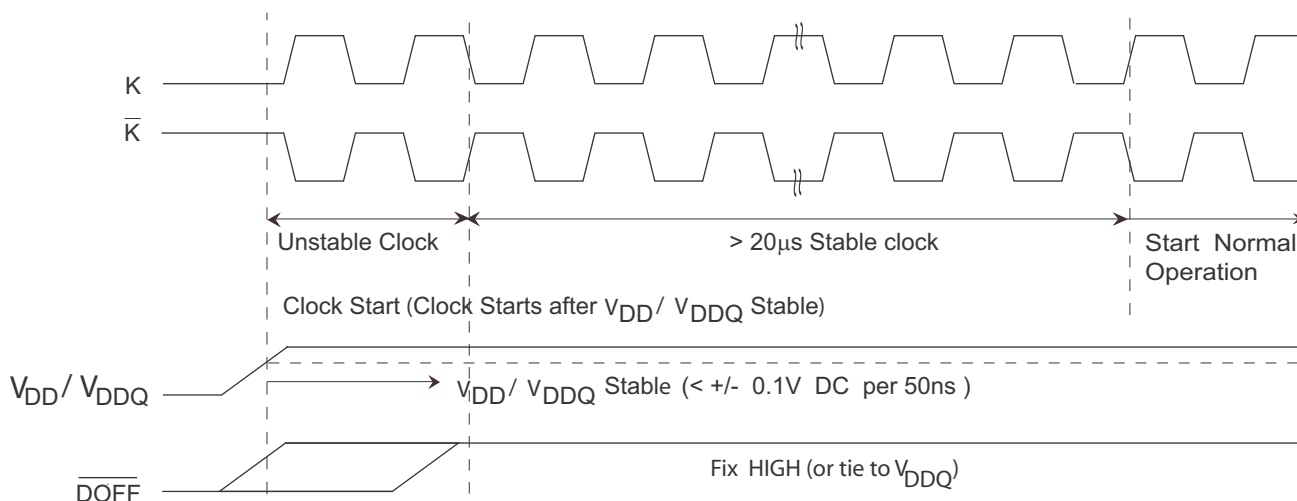 K
K
Unstable Clock
> 20μs Stable clock
Start Normal
Operation
Clock Start (Clock Starts after VDD / VDDQ Stable)
VDD / VDDQ
VDD / VDDQ Stable (< +/- 0.1V DC per 50ns )
Fix HIGH (or tie to VDDQ)
DOFF